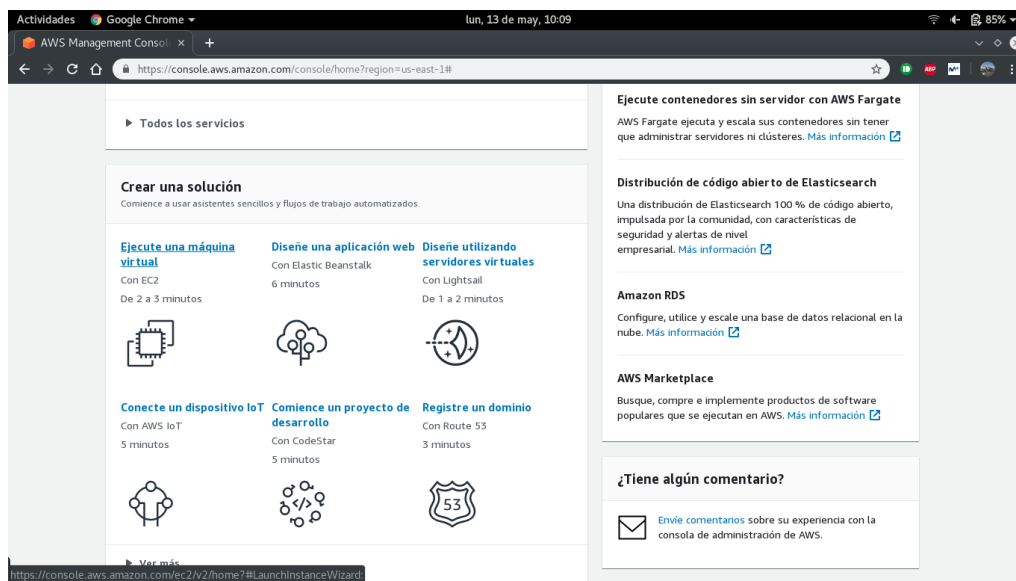 Actividades Google Chrome lun, 13 de may, 10:09 85%
AWS Management Consol
https://console.aws.amazon.com/console/home?region=us-east-1#
Todos los servicios
Crear una solución
Comience a usar asistentes sencillos y flujos de trabajo automatizados.
Ejecute una máquina
virtual
Con EC2
De 2 a 3 minutos
Diseñe una aplicación web
Con Elastic Beanstalk
6 minutos
Diseñe utilizando
servidores virtuales
Con Lightsail
De 1 a 2 minutos
Conecte un dispositivo IoT
Con AWS IoT
5 minutos
Comience un proyecto de
desarrollo
Con CodeStar
5 minutos
Registre un dominio
Con Route 53
3 minutos
53
Ver más
Ejecute contenedores sin servidor con AWS Fargate
AWS Fargate ejecuta y escala sus contenedores sin tener
que administrar servidores ni clústeres. Más información
Distribución de código abierto de Elasticsearch
Una distribución de Elasticsearch 100 % de código abierto,
impulsada por la comunidad, con características de
seguridad y alertas de nivel
empresarial. Más información
Amazon RDS
Configure, utilice y escale una base de datos relacional en la
nube. Más información
AWS Marketplace
Busque, compre e implemente productos de software
populares que se ejecutan en AWS. Más información
¿Tiene algún comentario?
Envíe comentarios sobre su experiencia con la
consola de administración de AWS.
https://console.aws.amazon.com/ec2/v2/home?#LaunchInstanceWizard: